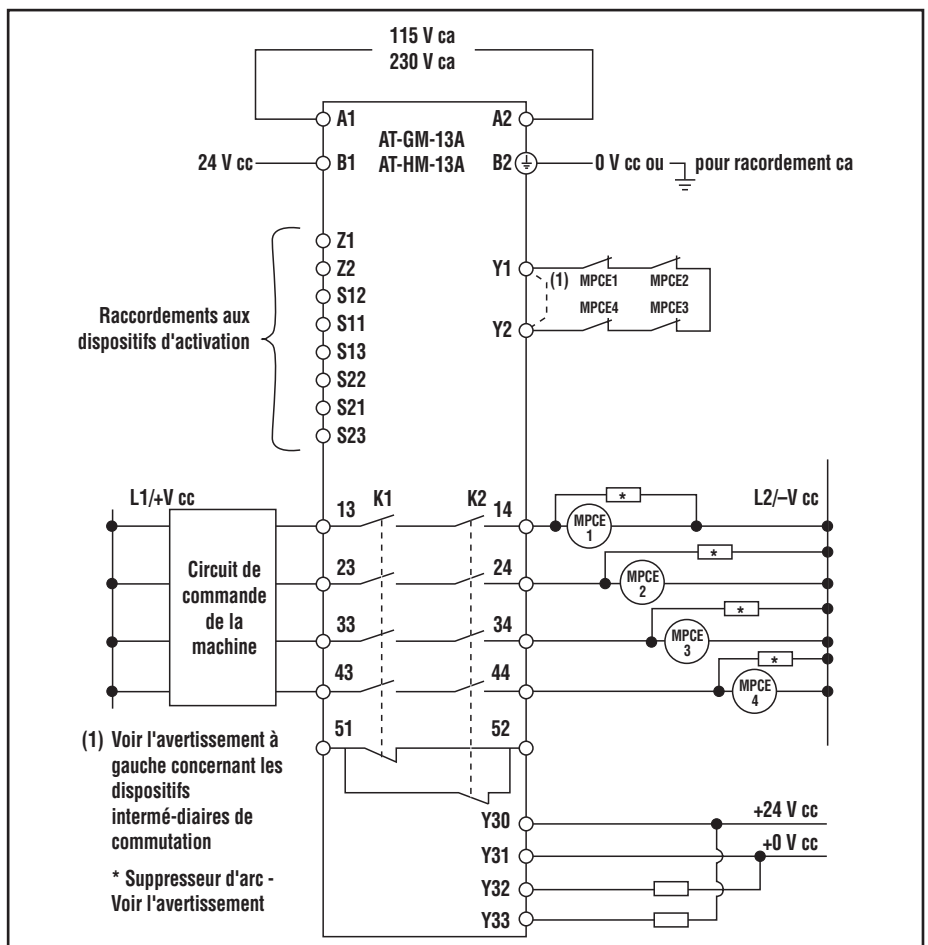 115 V ca
230 V ca
A1
A2
AT-GM-13A
AT-HM-13A
24 V cc
B1
B2
0 V cc ou
pour racordement ca
Z1
Z2
S12
S11
S13
S22
S21
S23
Raccordements aux
dispositifs d'activation
Y1
Y2
(1)
MPCE1
MPCE2
MPCE4
MPCE3
L1/+V cc
13
K1
K2
14
*
L2/–V cc
MPCE
1
Circuit de
commande
de la
machine
23
24
*
MPCE
2
33
34
*
MPCE
3
43
44
*
MPCE
4
51
52
(1) Voir l'avertissement à
gauche concernant les
dispositifs
intermé-diaires de
commutation
* Suppresseur d'arc -
Voir l'avertissement
Y30
+24 V cc
Y31
+0 V cc
Y32
Y33